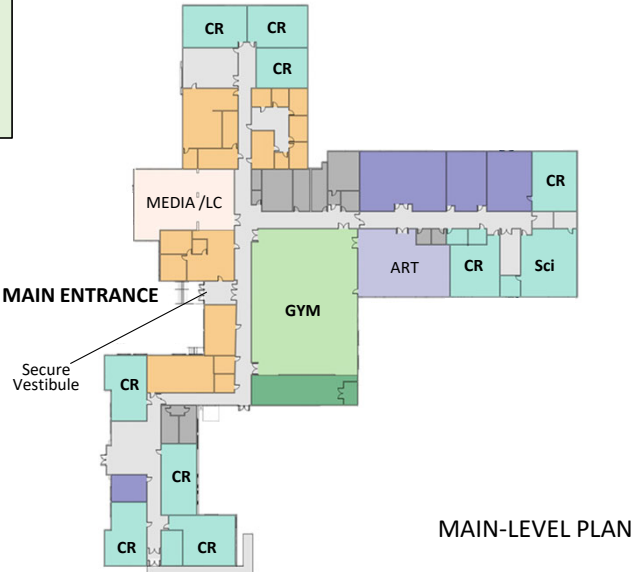 CR CR
CR
CR
MEDIA /LC
ART
CR
Sci
MAIN ENTRANCE
GYM
Secure
Vestibule
CR
CR
CR
CR
MAIN-LEVEL PLAN